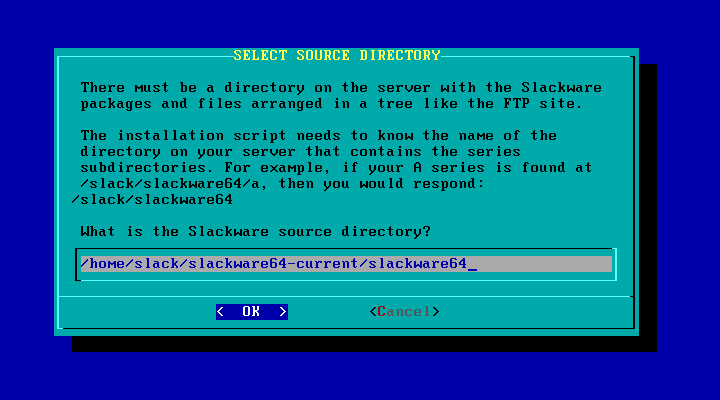 SELECT SOURCE DIRECTORY
There must be a directory on the server with the Slackware
packages and files arranged in a tree like the FTP site.
The installation script needs to know the name of the
directory on your server that contains the series
subdirectories. For example, if your A series is found at
/slack/slackware64/a, then you would respond:
/slack/slackware64
What is the Slackware source directory?
/home/slack/slackware64-current/slackware64_
< OK > <Cancel>